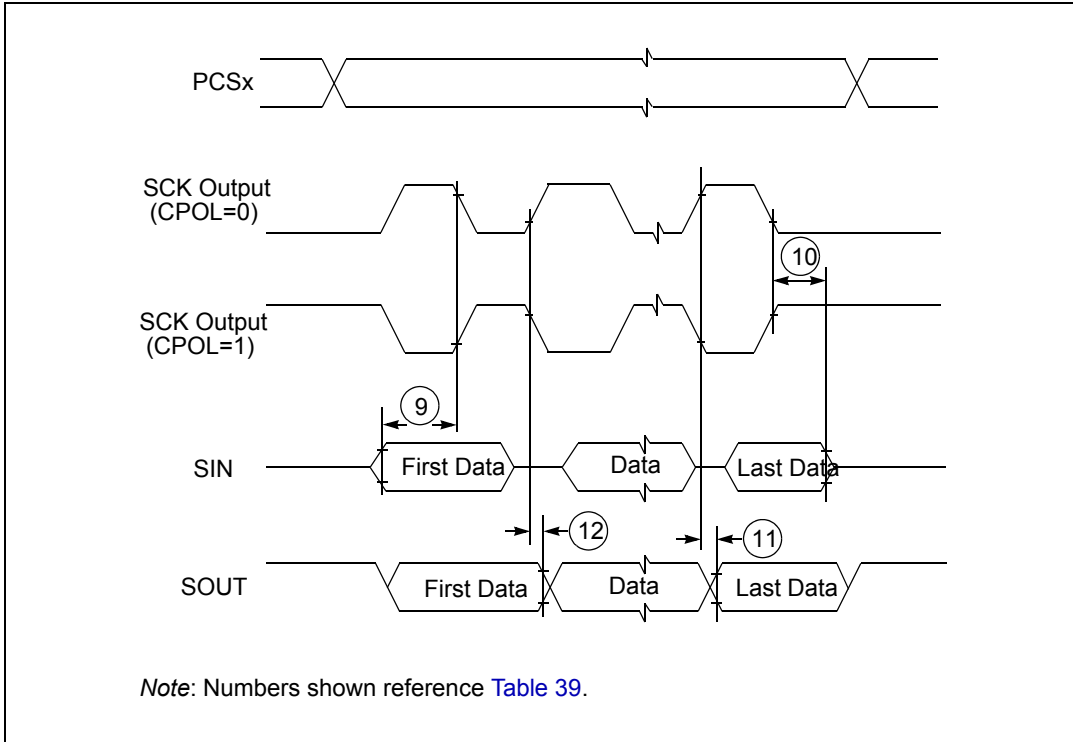 PCSx
SCK Output
(CPOL=0)
10
SCK Output
(CPOL=1)
9
SIN
First Data
Data
Last Data
12
11
SOUT
First Data
Data
Last Data
Note: Numbers shown reference Table 39.